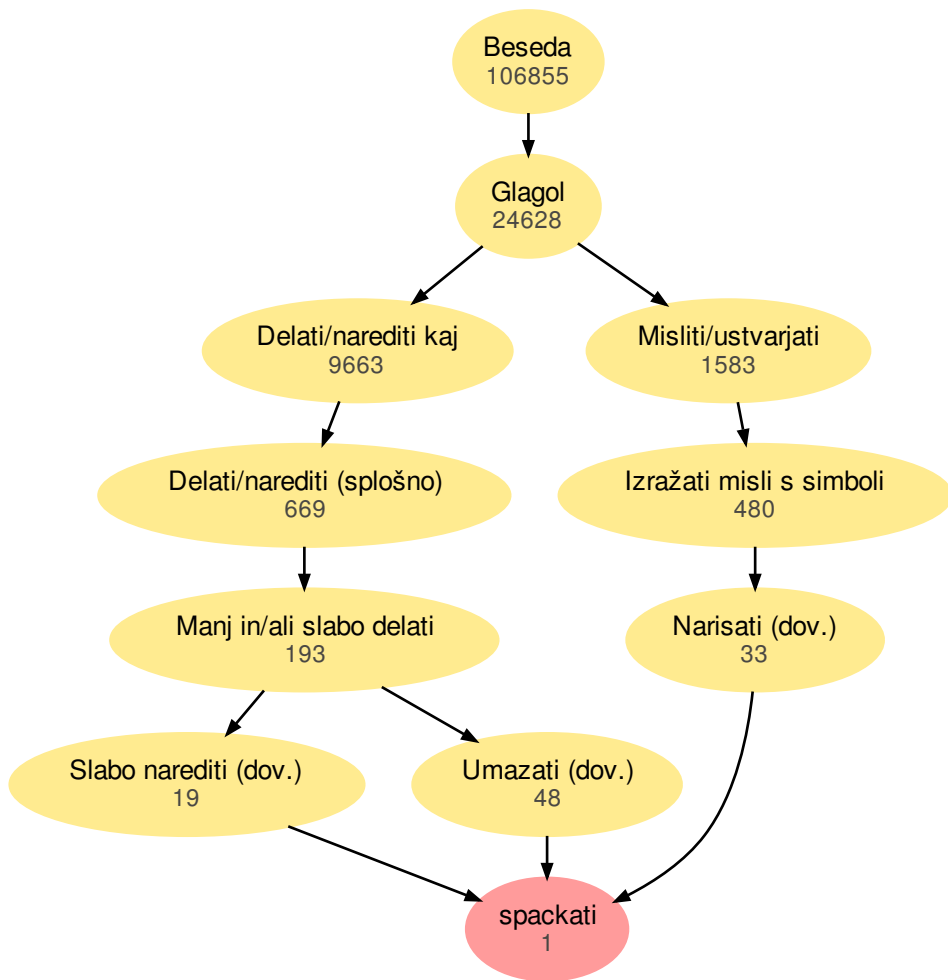 Beseda
106855
Glagol
24628
Delati/narediti kaj
9663
Misliti/ustvarjati
1583
Delati/narediti (splošno)
669
Izražati misli s simboli
480
Manj in/ali slabo delati
193
Narisati (dov.)
33
Slabo narediti (dov.)
19
Umazati (dov.)
48
spackati
1